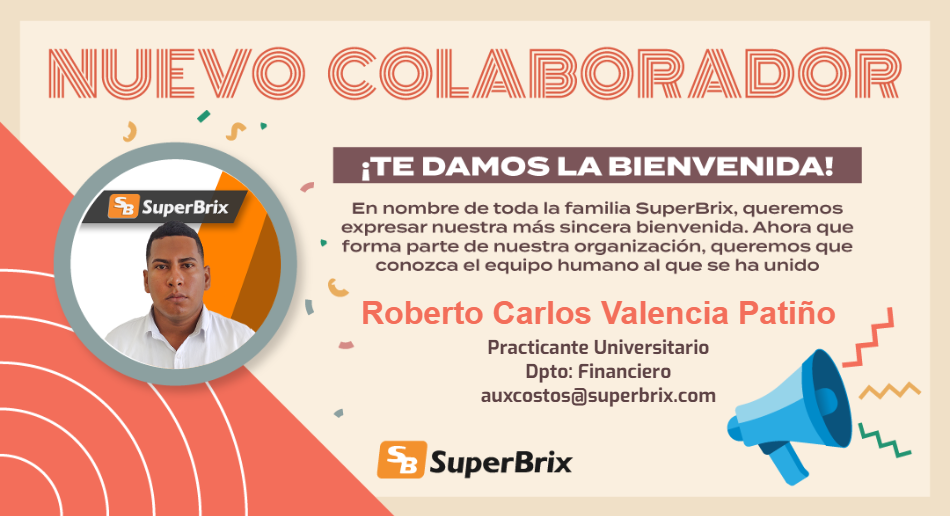 NUEVO COLABORADOR
¡TE DAMOS LA BIENVENIDA!
SB SuperBrix
En nombre de toda la familia SuperBrix, queremos
expresar nuestra más sincera bienvenida. Ahora que
forma parte de nuestra organización, queremos que
conozca el equipo humano al que se ha unido
Roberto Carlos Valencia Patiño
Practicante Universitario
Dpto: Financiero
auxcostos@superbrix.com
SB SuperBrix